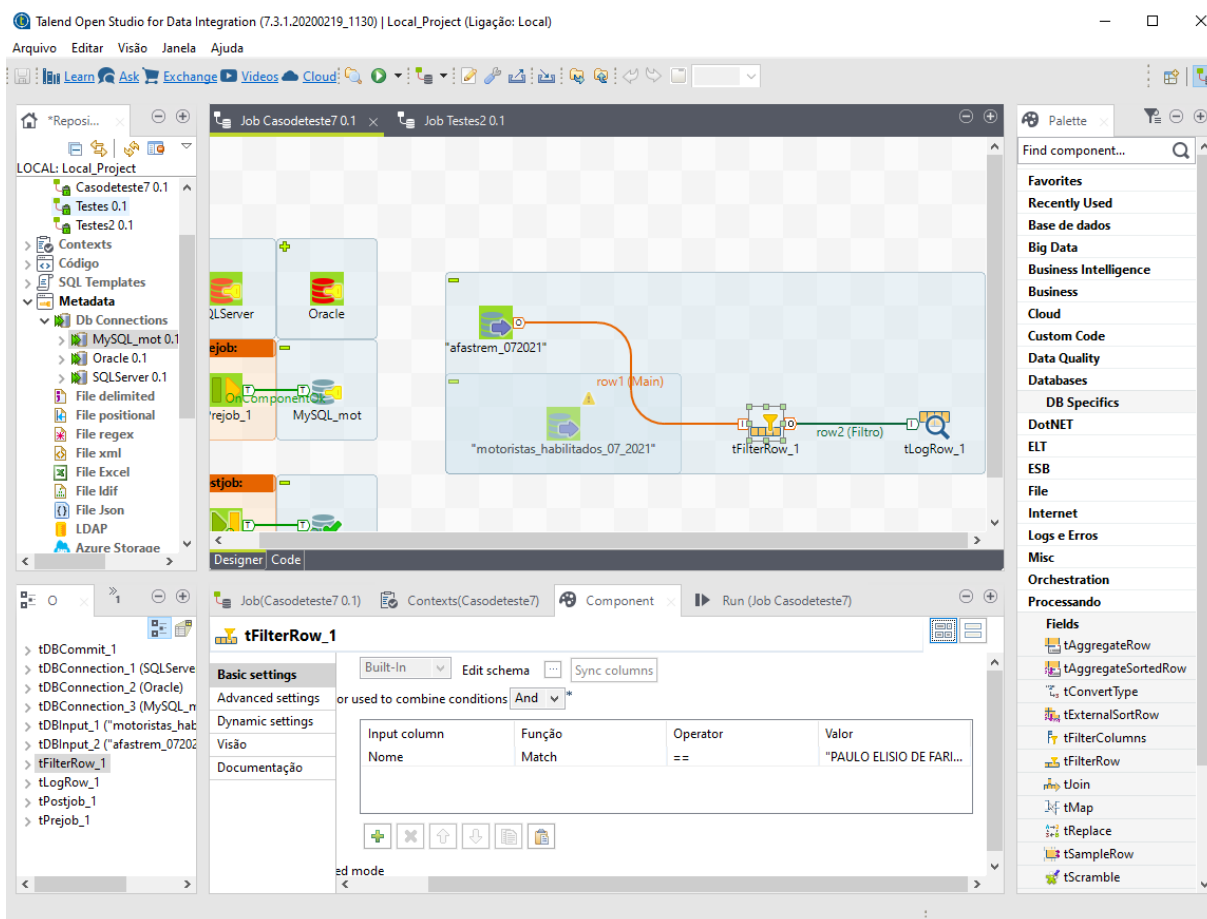 Talend Open Studio for Data Integration (7.3.1.20200219_1130) | Local_Project (Ligação: Local)
Arquivo Editar Visão Janela Ajuda
Learn Ask Exchange Videos Cloud
*Reposi...
LOCAL: Local_Project
Casodeteste7 0.1
Testes 0.1
Testes2 0.1
Contexts
Código
SQL Templates
Metadata
Db Connections
MySQL_mot 0.1
Oracle 0.1
SQLServer 0.1
File delimited
File positional
File regex
File xml
File Excel
File ldif
File Json
LDAP
Azure Storage
Job Casodeteste7 0.1
Job Testes2 0.1
QLServer
Oracle
"afastrem_072021"
row1 (Main)
ejob:
OnComponentOk
rejob_1
MySQL_mot
"motoristas_habilitados_07_2021"
tFilterRow_1
row2 (Filtro)
tLogRow_1
stjob:
Designer Code
Palette
Find component...
Favorites
Recently Used
Base de dados
Big Data
Business Intelligence
Business
Cloud
Custom Code
Data Quality
Databases
DB Specifics
DotNET
ELT
ESB
File
Internet
Logs e Erros
Misc
Orchestration
Processando
Fields
tAggregateRow
tAggregateSortedRow
tConvertType
tExternalSortRow
tFilterColumns
tFilterRow
tJoin
tMap
tReplace
tSampleRow
tScramble
O
1
tDBCommit_1
tDBConnection_1 (SQLServe
tDBConnection_2 (Oracle)
tDBConnection_3 (MySQL_m
tDBInput_1 ("motoristas_hab
tDBInput_2 ("afastrem_07202
tFilterRow_1
tLogRow_1
tPostjob_1
tPrejob_1
Job(Casodeteste7 0.1)
Contexts(Casodeteste7)
Component
Run (Job Casodeteste7)
tFilterRow_1
Basic settings
Advanced settings
Dynamic settings
Visão
Documentação
Built-In Edit schema ... Sync columns
or used to combine conditions And *
Input column Função Operator Valor
Nome Match == "PAULO ELISIO DE FARI...
ed mode